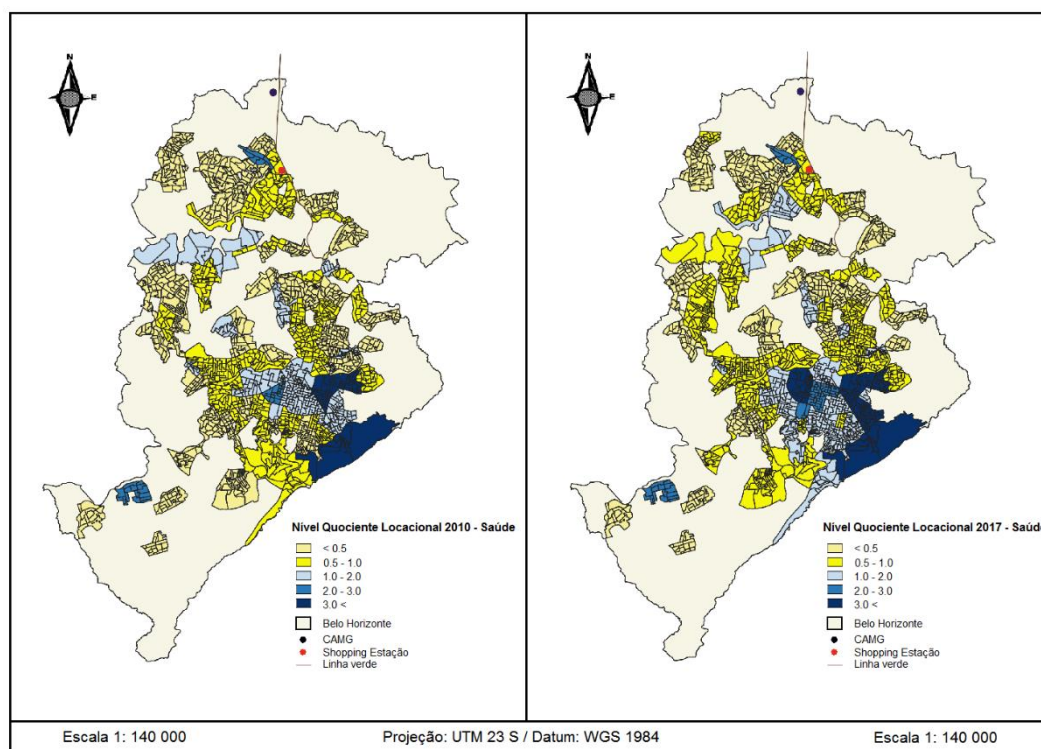 N
E
Nível Quociente Locacional 2010 - Saúde
< 0.5
0.5 - 1.0
1.0 - 2.0
2.0 - 3.0
3.0 <
Belo Horizonte
CAMG
Shopping Estação
Linha verde
N
E
Nível Quociente Locacional 2017 - Saúde
< 0.5
0.5 - 1.0
1.0 - 2.0
2.0 - 3.0
3.0 <
Belo Horizonte
CAMG
Shopping Estação
Linha verde
Escala 1: 140 000 Projeção: UTM 23 S / Datum: WGS 1984 Escala 1: 140 000